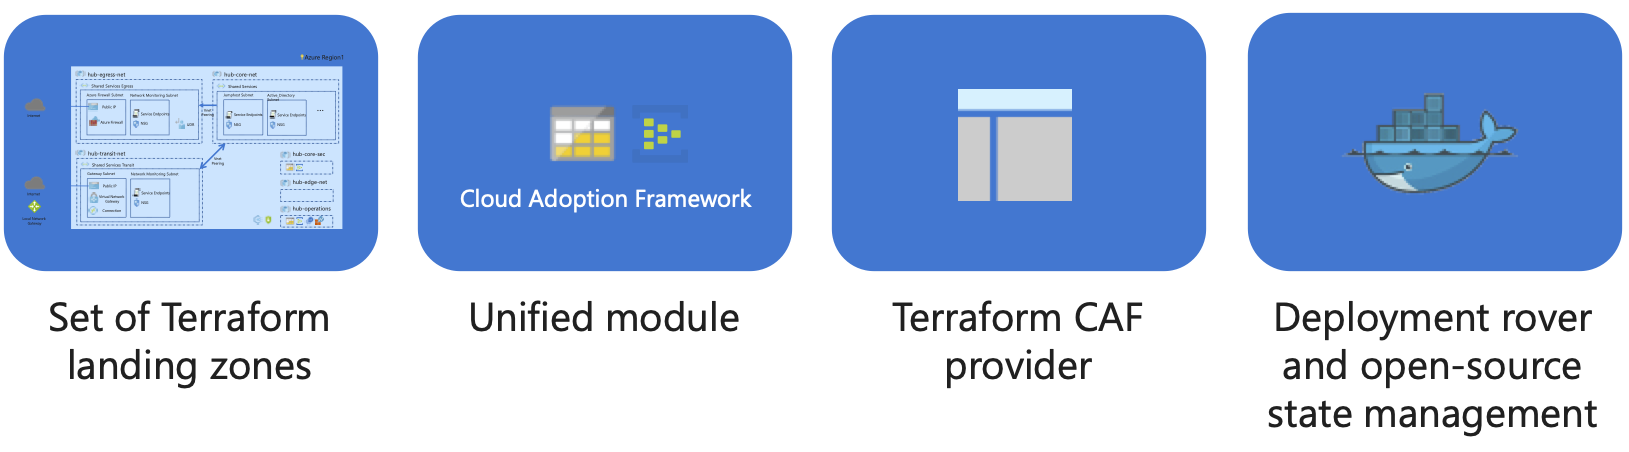 Azure Region1
hub-egress-net
Shared Services Egress
Azure Firewall Subnet
Network Monitoring Subnet
Public IP
Azure Firewall
Service Endpoints
NSG
UDR
hub-core-net
Shared Services
Jumphost Subnet
Active Directory
Subnet
Service Endpoints
NSG
Service Endpoints
NSG
...
Vnet
Peering
Internet
hub-transit-net
Shared Services Transit
Gateway Subnet
Network Monitoring Subnet
Public IP
Virtual Network
Gateway
Connection
Service Endpoints
NSG
Vnet
Peering
Internet
Local Network
Gateway
hub-core-sec
hub-edge-net
hub-operations
Cloud Adoption Framework
Set of Terraform
landing zones
Unified module
Terraform CAF
provider
Deployment rover
and open-source
state management